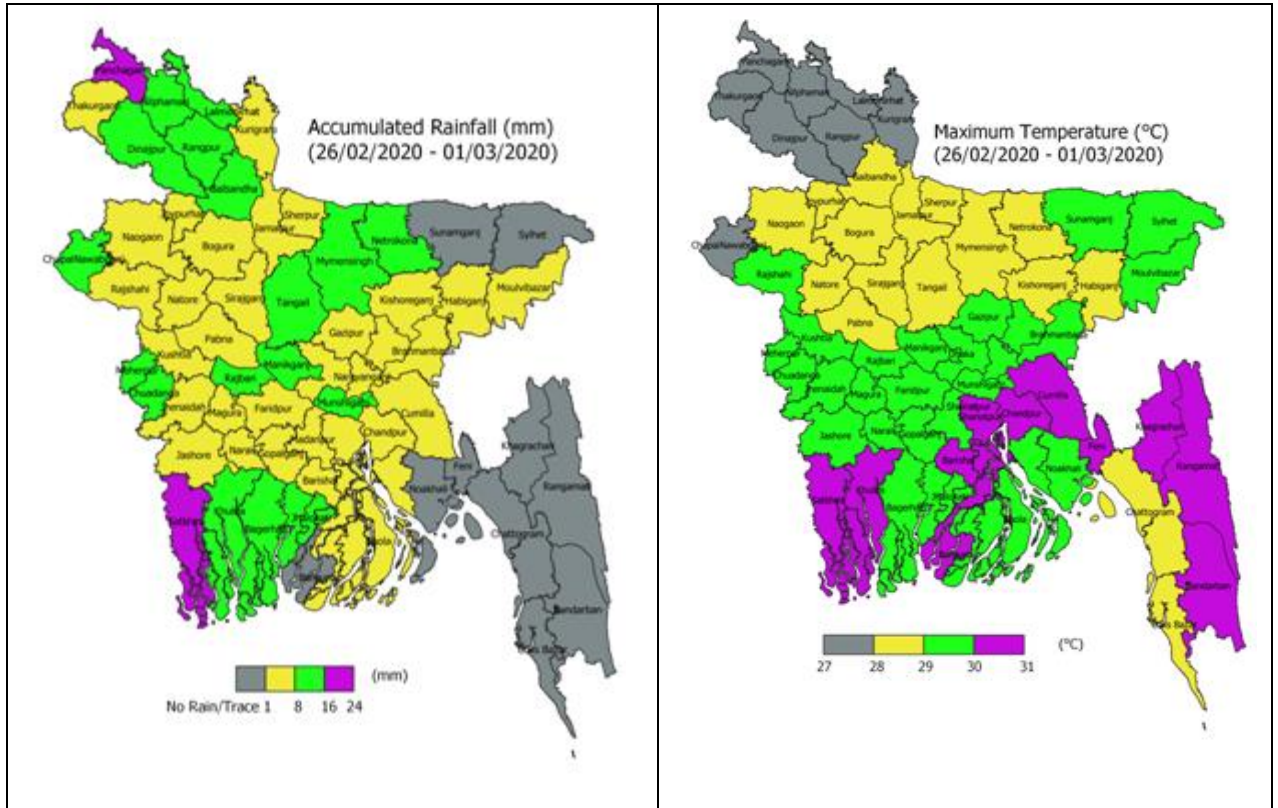 Panchagarh
Thakurgaon
Nilphamari
Lalmonirhat
Kurigram
Dinajpur
Rangpur
Gaibandha
Accumulated Rainfall (mm)
(26/02/2020 - 01/03/2020)
Joypurhat
Sherpur
Jamalpur
Naogaon
Bogura
Netrokona
Sunamganj
Sylhet
ChapaiNawabganj
Mymensingh
Rajshahi
Natore
Sirajganj
Tangail
Kishoreganj
Habiganj
Moulvibazar
Pabna
Gazipur
Kushtia
Brahmanbaria
Meherpur
Manikganj
Rajbari
Chuadanga
Munshiganj
Jhenaidah
Magura
Faridpur
Cumilla
Madaripur
Chandpur
Jashore
Narail
Gopalganj
Khagrachari
Barishal
Feni
Noakhali
Rangamati
Satkhira
Khulna
Bagerhat
Bhola
Chattogram
Bandarban
Cox's Bazar
(mm)
No Rain/Trace 1 8 16 24
Panchagarh
Thakurgaon
Nilphamari
Lalmonirhat
Kurigram
Dinajpur
Rangpur
Maximum Temperature (°C)
(26/02/2020 - 01/03/2020)
Gaibandha
Joypurhat
Sherpur
Jamalpur
Naogaon
Bogura
Netrokona
Sunamganj
Sylhet
ChapaiNawabganj
Mymensingh
Rajshahi
Natore
Sirajganj
Tangail
Kishoreganj
Habiganj
Moulvibazar
Pabna
Gazipur
Kushtia
Brahmanbaria
Meherpur
Manikganj
Dhaka
Rajbari
Chuadanga
Munshiganj
Jhenaidah
Magura
Faridpur
Shariatpur
Chandpur
Cumilla
Jashore
Narail
Gopalganj
Khagrachari
Barishal
Feni
Noakhali
Rangamati
Satkhira
Khulna
Bagerhat
Bhola
Chattogram
Bandarban
Cox's Bazar
(°C)
27 28 29 30 31